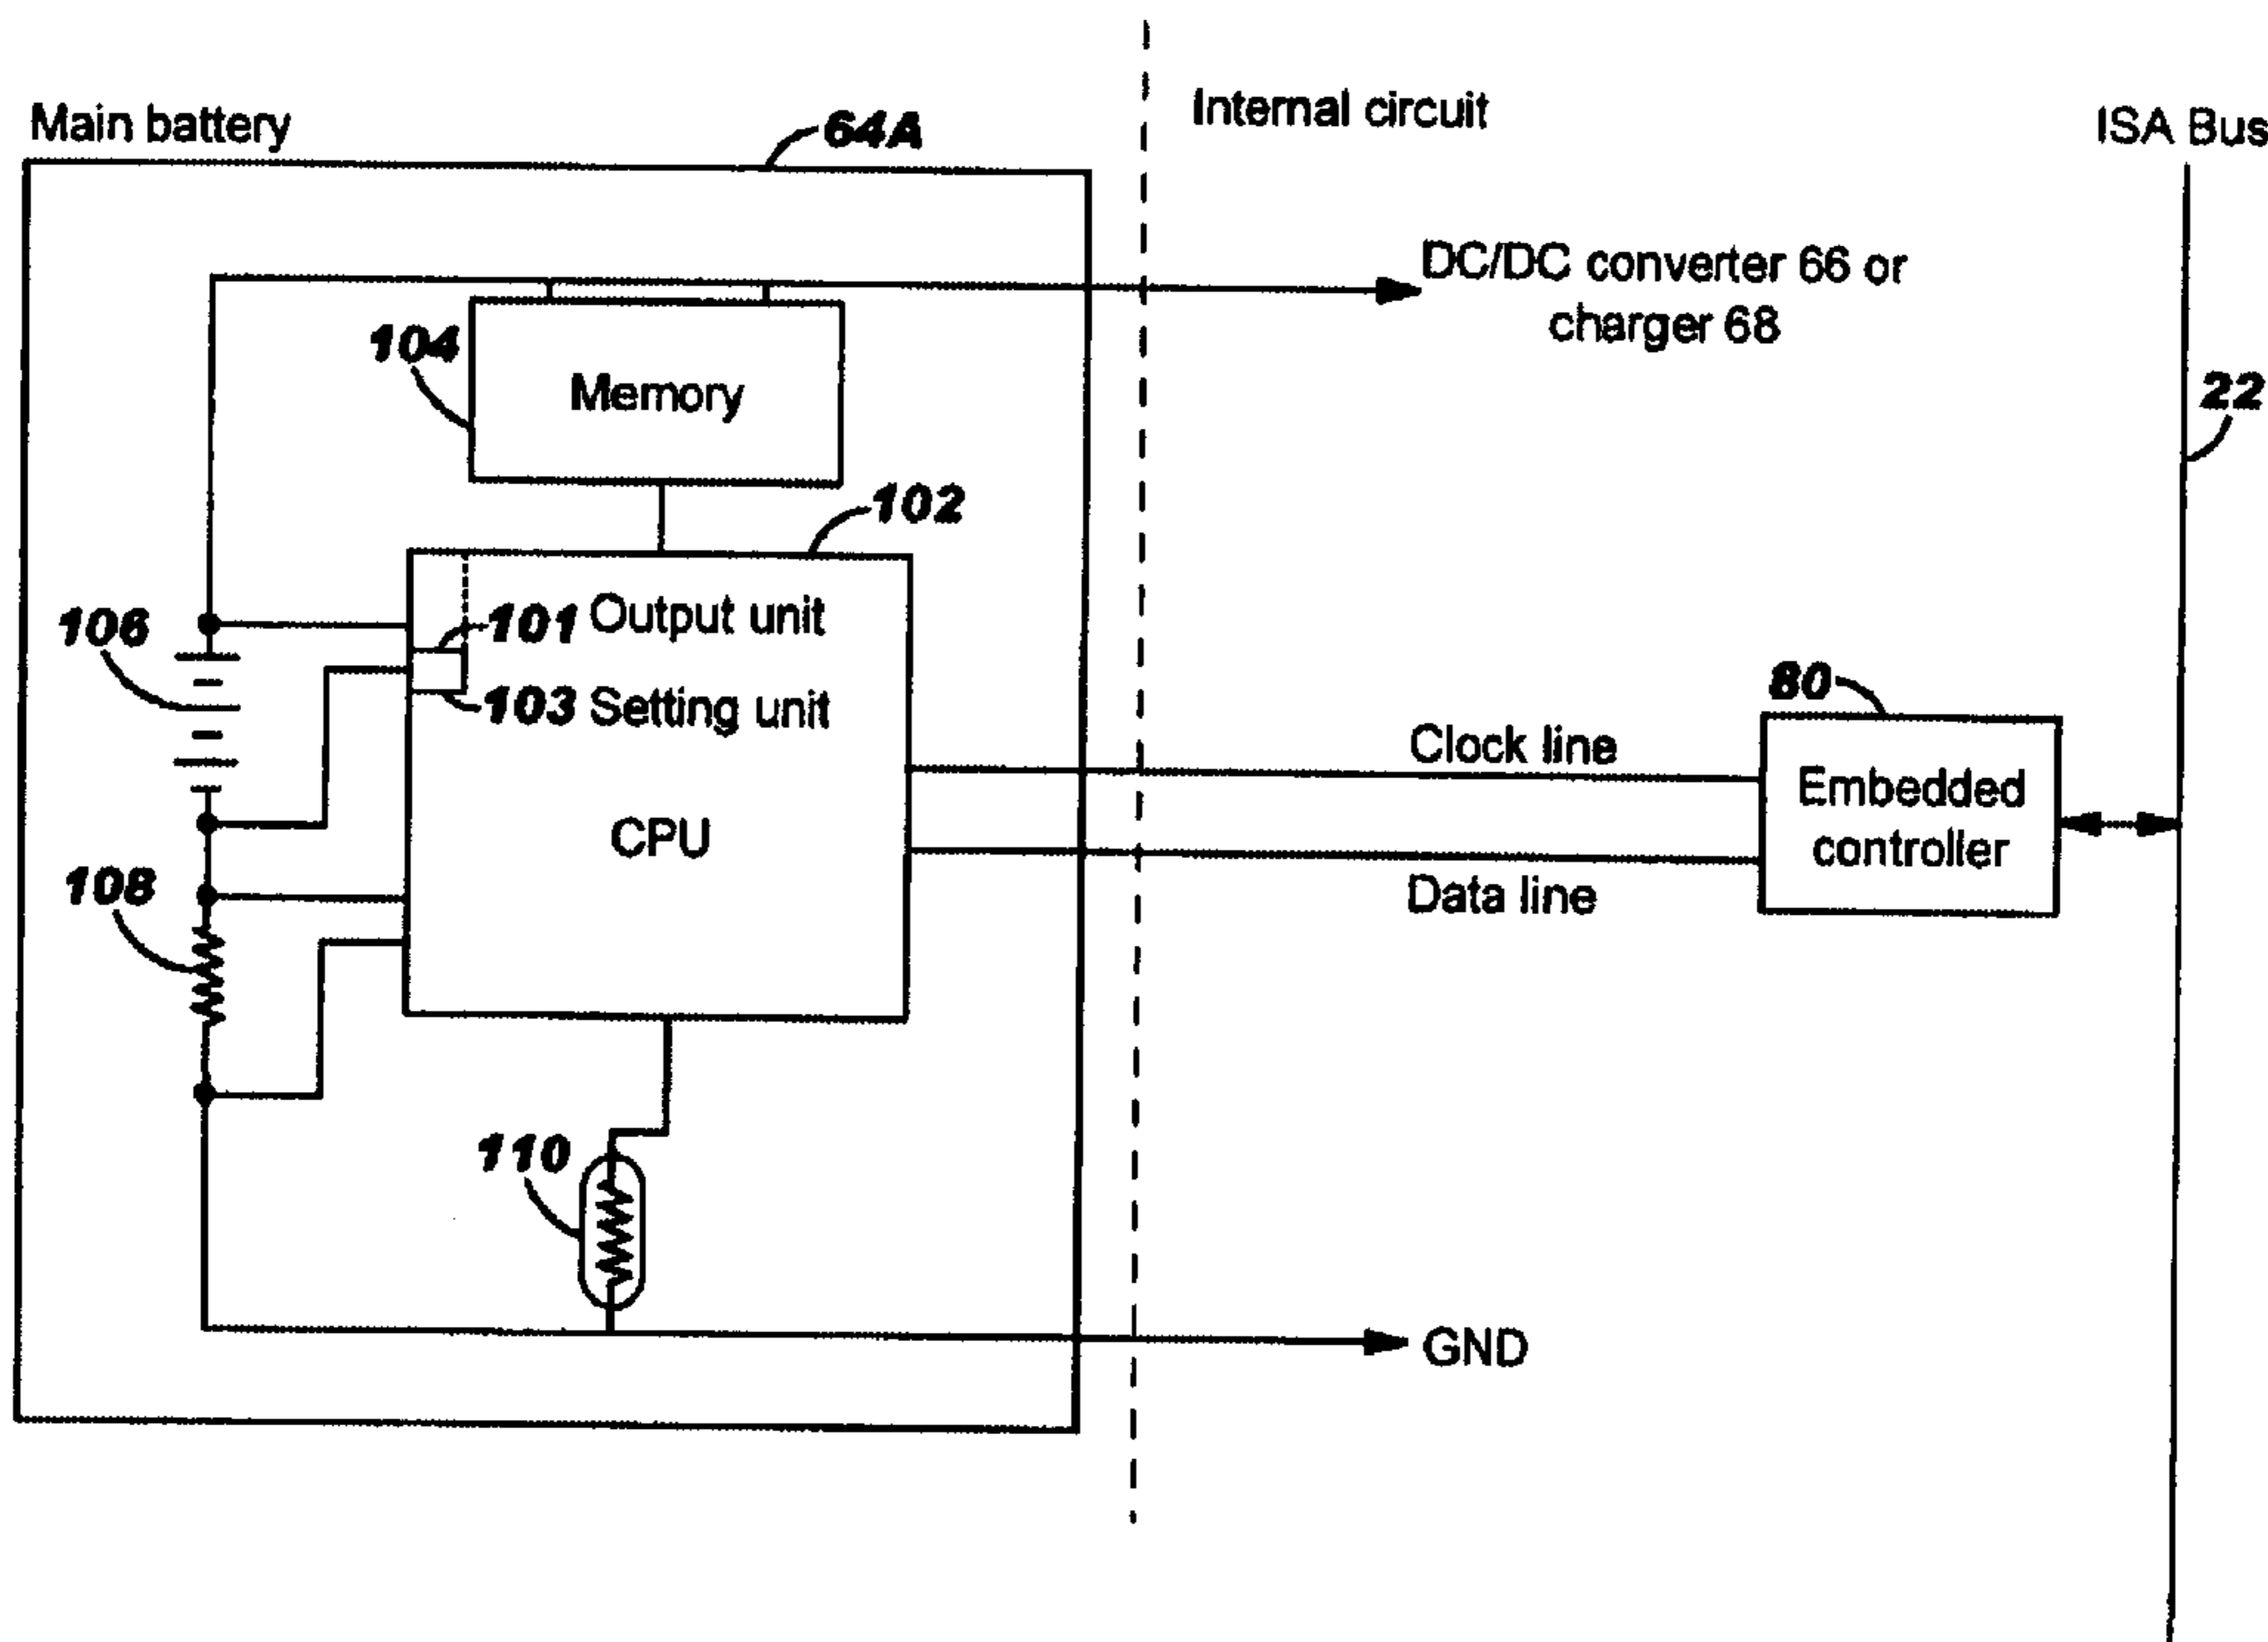 Main battery
64A
Internal circuit
ISA Bus
DC/DC converter 66 or
charger 68
104
Memory
22
102
106
101 Output unit
103 Setting unit
80
Clock line
Embedded
controller
CPU
108
Data line
110
GND